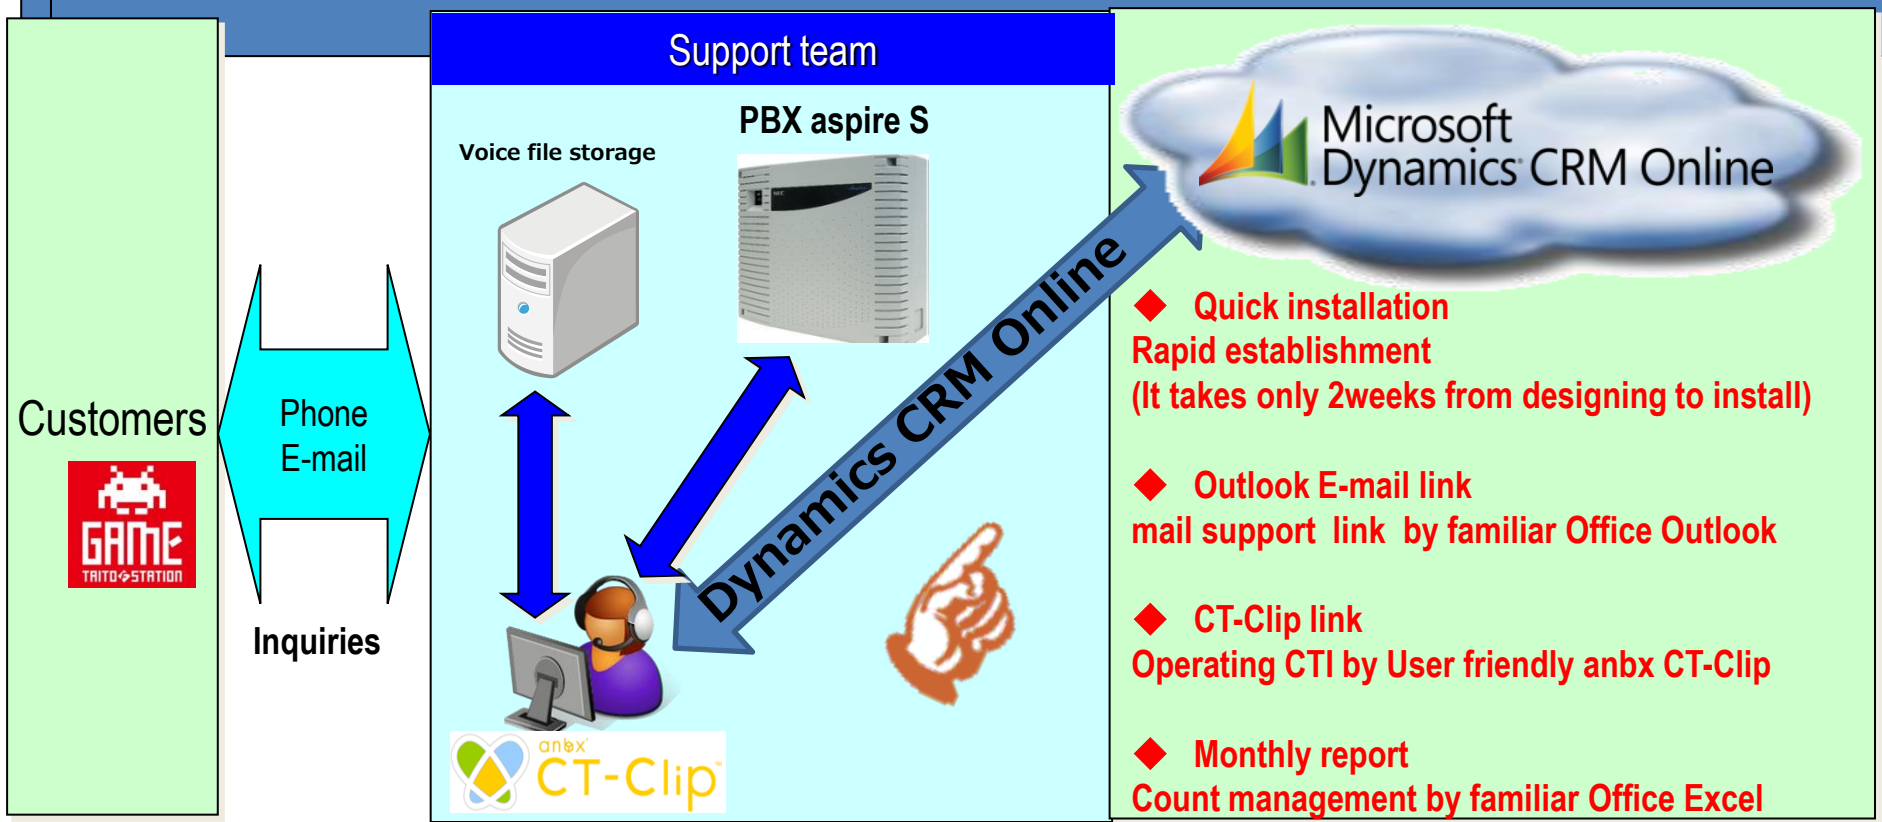 Support team
Customers
GAME
TAITO STATION
Phone
E-mail
Inquiries
Voice file storage
PBX aspire S
NEC
Dynamics CRM Online
anbx
CT-Clip
Microsoft
Dynamics CRM Online
◆ Quick installation
Rapid establishment
(It takes only 2weeks from designing to install)
◆ Outlook E-mail link
mail support link by familiar Office Outlook
◆ CT-Clip link
Operating CTI by User friendly anbx CT-Clip
◆ Monthly report
Count management by familiar Office Excel